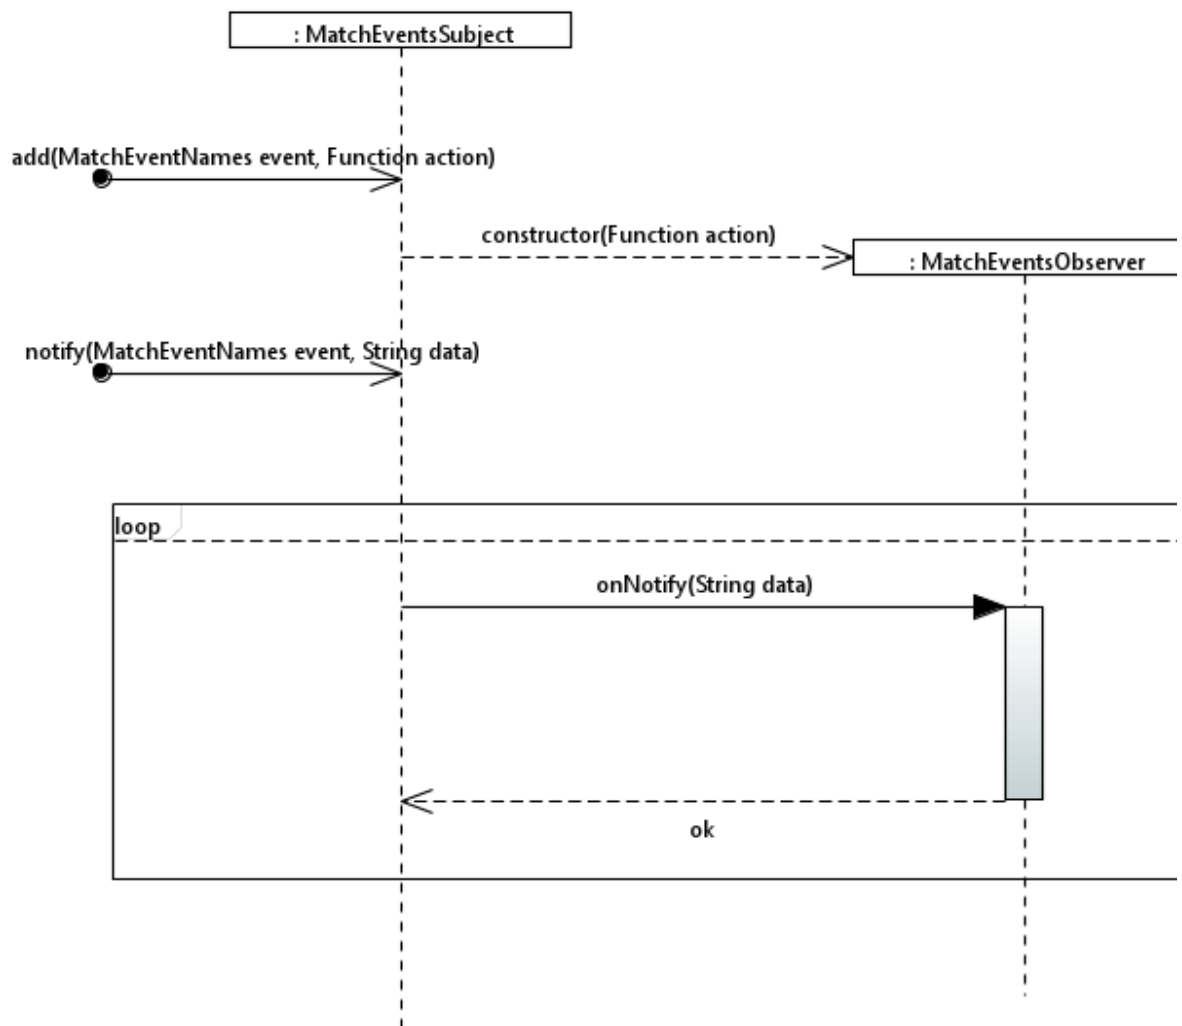 : MatchEventsSubject
add(MatchEventNames event, Function action)
constructor(Function action)
: MatchEventsObserver
notify(MatchEventNames event, String data)
loop
onNotify(String data)
ok